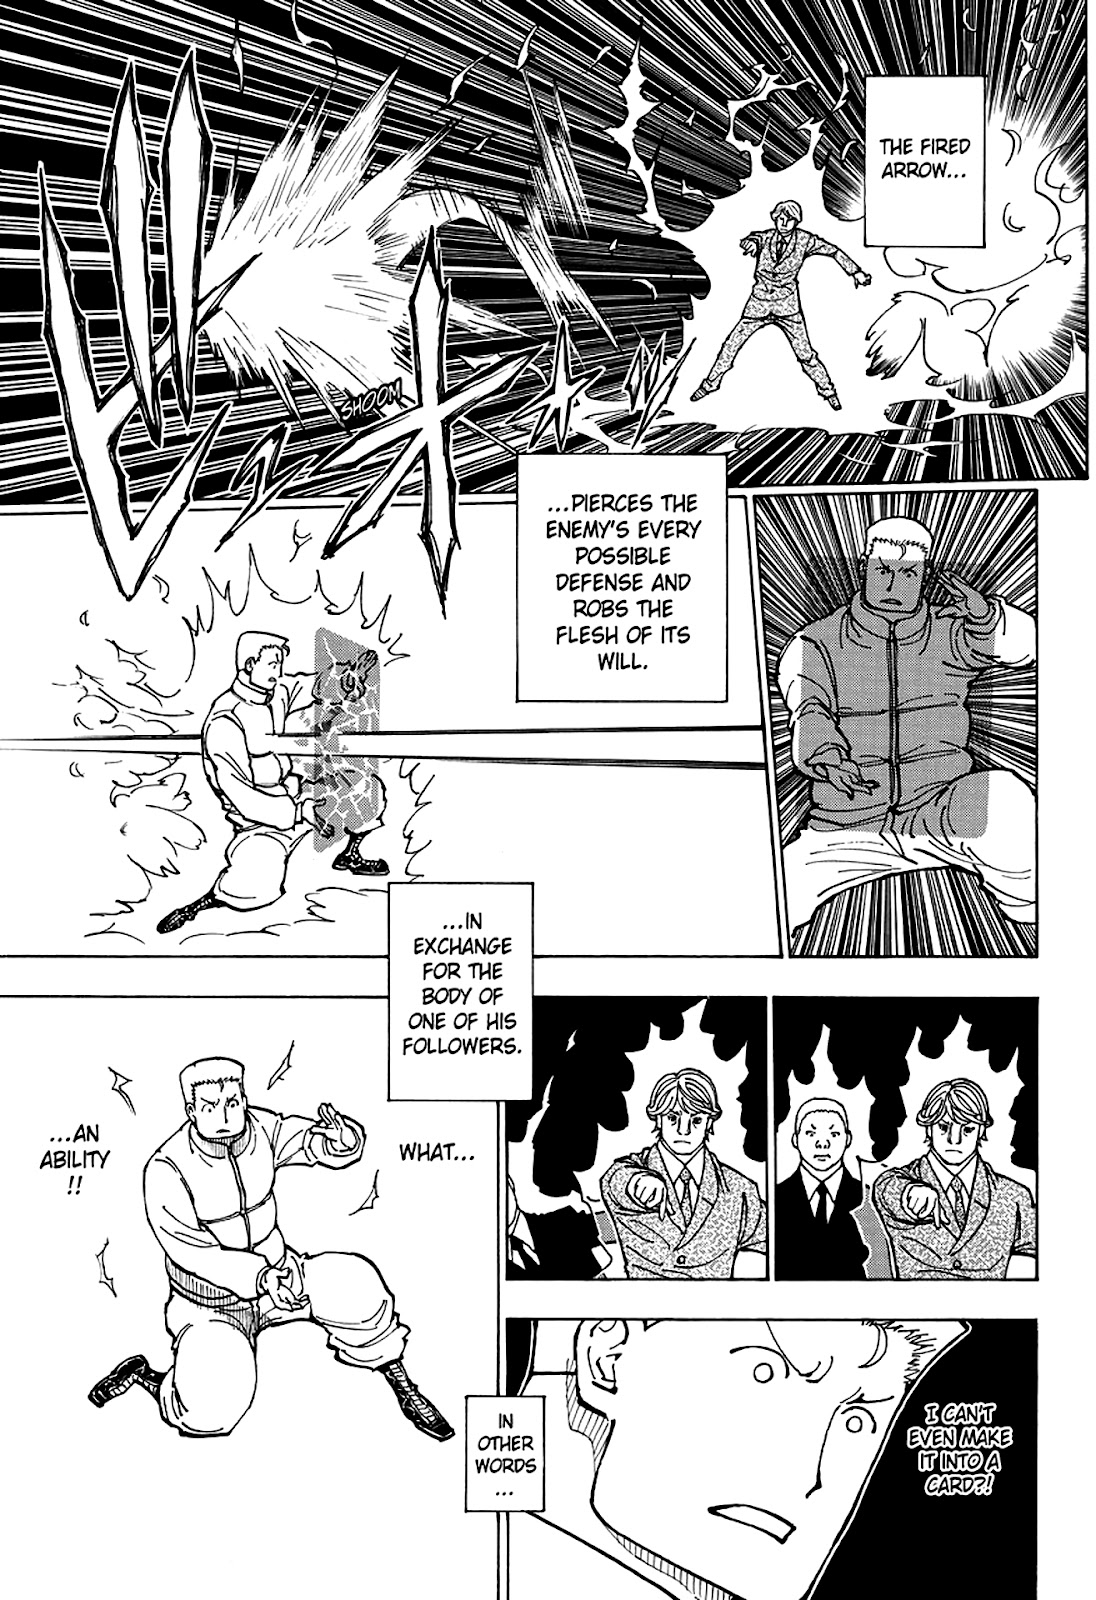 THE FIRED
ARROW...
ビッ
SHOOM
...PIERCES THE
ENEMY'S EVERY
POSSIBLE
DEFENSE AND
ROBS THE
FLESH OF ITS
WILL.
...IN
EXCHANGE
FOR THE
BODY OF
ONE OF HIS
FOLLOWERS.
WHAT...
...AN
ABILITY
!!
I CAN'T
EVEN MAKE
IT INTO A
CARD?!
IN
OTHER
WORDS
...